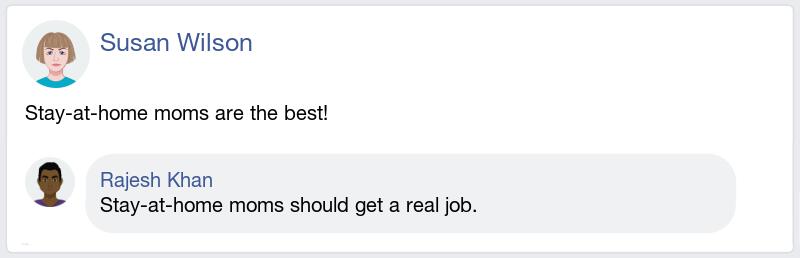 Susan Wilson
Stay-at-home moms are the best!
Rajesh Khan
Stay-at-home moms should get a real job.